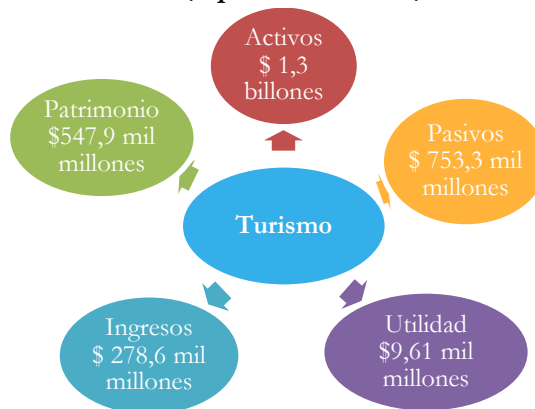 Activos
$ 1,3
billones
Patrimonio
$547,9 mil
millones
Pasivos
$ 753,3 mil
millones
Turismo
Ingresos
$ 278,6 mil
millones
Utilidad
$9,61 mil
millones